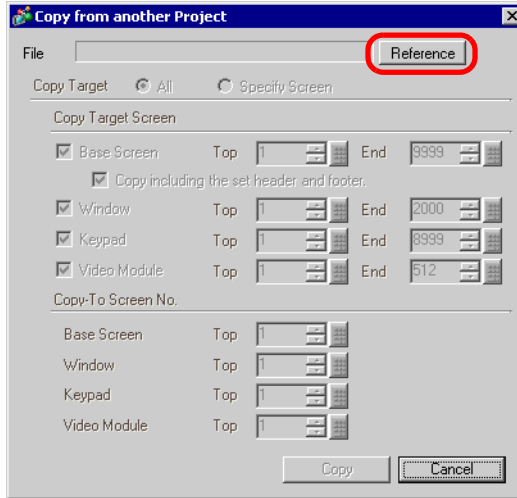 Copy from another Project
File Reference
Copy Target All Specify Screen
Copy Target Screen
Base Screen Top 1 End 9999
Copy including the set header and footer.
Window Top 1 End 2000
Keypad Top 1 End 8999
Video Module Top 1 End 512
Copy-To Screen No.
Base Screen Top 1
Window Top 1
Keypad Top 1
Video Module Top 1
Copy Cancel